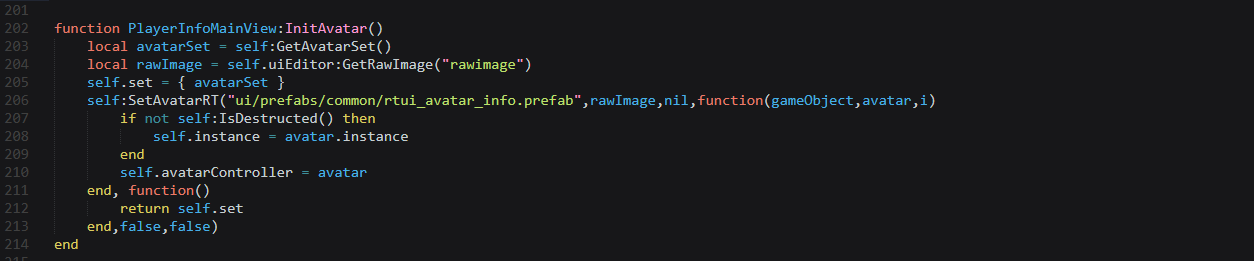 201
202 function PlayerInfoMainView:InitAvatar()
203     local avatarSet = self:GetAvatarSet()
204     local rawImage = self.uiEditor:GetRawImage("rawimage")
205     self.set = { avatarSet }
206     self:SetAvatarRT("ui/prefabs/common/rtui_avatar_info.prefab",rawImage,nil,function(gameObject,avatar,i)
207         if not self:IsDestructed() then
208             self.instance = avatar.instance
209         end
210         self.avatarController = avatar
211     end, function()
212         return self.set
213     end,false,false)
214 end